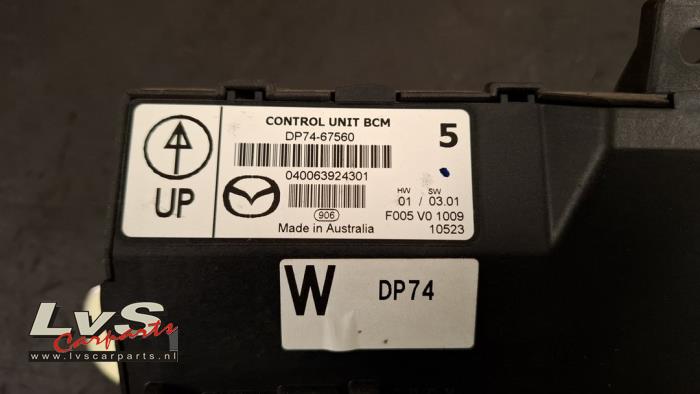 UP
CONTROL UNIT BCM
DP74-67560
5
040063924301
HW SW
01 / 03.01
906
F005 V0 1009
Made in Australia
10523
W DP74
LvS
Carparts
www.lvscarparts.nl